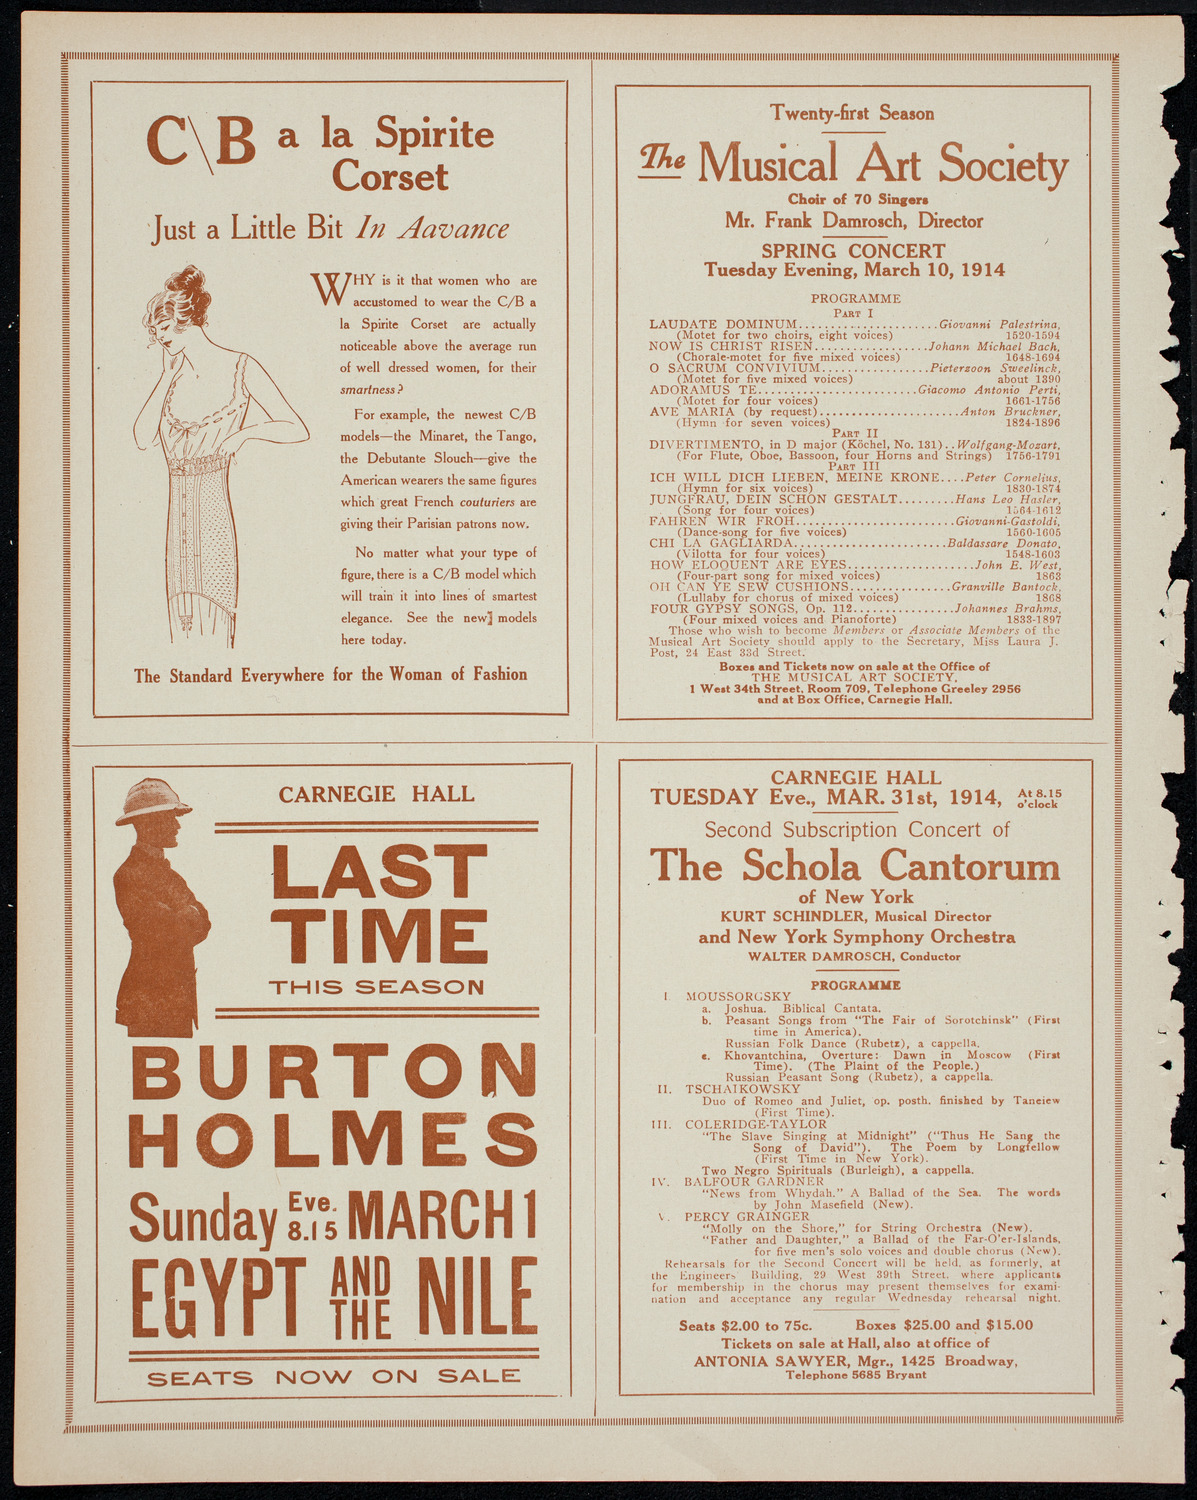 C\B a la Spirite
Corset
Just a Little Bit In Aavance
WHY is it that women who are
accustomed to wear the C/B a
la Spirite Corset are actually
noticeable above the average run
of well dressed women, for their
smartness?
For example, the newest C/B
models—the Minaret, the Tango,
the Debutante Slouch—give the
American wearers the same figures
which great French couturiers are
giving their Parisian patrons now.
No matter what your type of
figure, there is a C/B model which
will train it into lines of smartest
elegance. See the new models
here today.
The Standard Everywhere for the Woman of Fashion
Twenty-first Season
The Musical Art Society
Choir of 70 Singers
Mr. Frank Damrosch, Director
SPRING CONCERT
Tuesday Evening, March 10, 1914
PROGRAMME
PART I
LAUDATE DOMINUM......................Giovanni Palestrina,
(Motet for two choirs, eight voices) 1520-1594
NOW IS CHRIST RISEN..................Johann Michael Bach,
(Chorale-motet for five mixed voices) 1648-1694
O SACRUM CONVIVIUM.................Pieterzoon Sweelinck,
(Motet for five mixed voices) about 1390
ADORAMUS TE.........................Giacomo Antonio Perti,
(Motet for four voices) 1661-1756
AVE MARIA (by request)......................Anton Bruckner,
(Hymn for seven voices) 1824-1896
PART II
DIVERTIMENTO, in D major (Köchel, No. 131)..Wolfgang-Mozart,
(For Flute, Oboe, Bassoon, four Horns and Strings) 1756-1791
PART III
ICH WILL DICH LIEBEN, MEINE KRONE....Peter Cornelius,
(Hymn for six voices) 1830-1874
JUNGFRAU, DEIN SCHON GESTALT.........Hans Leo Hasler,
(Song for four voices) 1564-1612
FAHREN WIR FROH.........................Giovanni-Gastoldi,
(Dance-song for five voices) 1560-1605
CHI LA GAGLIARDA........................Baldassare Donato,
(Vilotta for four voices) 1548-1603
HOW ELOQUENT ARE EYES....................John E. West,
(Four-part song for mixed voices) 1863
OH CAN YE SEW CUSHIONS................Granville Bantock,
(Lullaby for chorus of mixed voices) 1868
FOUR GYPSY SONGS, Op. 112................Johannes Brahms,
(Four mixed voices and Pianoforte) 1833-1897
Those who wish to become Members or Associate Members of the
Musical Art Society should apply to the Secretary, Miss Laura J.
Post, 24 East 33d Street.
Boxes and Tickets now on sale at the Office of
THE MUSICAL ART SOCIETY,
1 West 34th Street, Room 709, Telephone Greeley 2956
and at Box Office, Carnegie Hall.
CARNEGIE HALL
LAST
TIME
THIS SEASON
BURTON
HOLMES
Sunday Eve. 8.15 MARCH 1
EGYPT AND THE NILE
SEATS NOW ON SALE
CARNEGIE HALL
TUESDAY Eve., MAR. 31st, 1914, At 8.15 o'clock
Second Subscription Concert of
The Schola Cantorum
of New York
KURT SCHINDLER, Musical Director
and New York Symphony Orchestra
WALTER DAMROSCH, Conductor
PROGRAMME
I. MOUSSORGSKY
a. Joshua. Biblical Cantata.
b. Peasant Songs from "The Fair of Sorotchinsk" (First
time in America).
Russian Folk Dance (Rubetz), a cappella.
c. Khovantchina, Overture: Dawn in Moscow (First
Time). (The Plaint of the People.)
Russian Peasant Song (Rubetz), a cappella.
II. TSCHAIKOWSKY
Duo of Romeo and Juliet, op. posth. finished by Taneiew
(First Time).
III. COLERIDGE-TAYLOR
"The Slave Singing at Midnight" ("Thus He Sang the
Song of David"). The Poem by Longfellow
(First Time in New York).
Two Negro Spirituals (Burleigh), a cappella.
IV. BALFOUR GARDNER
"News from Whydah." A Ballad of the Sea. The words
by John Masefield (New).
V. PERCY GRAINGER
"Molly on the Shore," for String Orchestra (New).
"Father and Daughter," a Ballad of the Far-O'er-Islands,
for five men's solo voices and double chorus (New).
Rehearsals for the Second Concert will be held, as formerly, at
the Engineers Building, 29 West 39th Street, where applicants
for membership in the chorus may present themselves for exami-
nation and acceptance any regular Wednesday rehearsal night.
Seats $2.00 to 75c. Boxes $25.00 and $15.00
Tickets on sale at Hall, also at office of
ANTONIA SAWYER, Mgr., 1425 Broadway,
Telephone 5685 Bryant